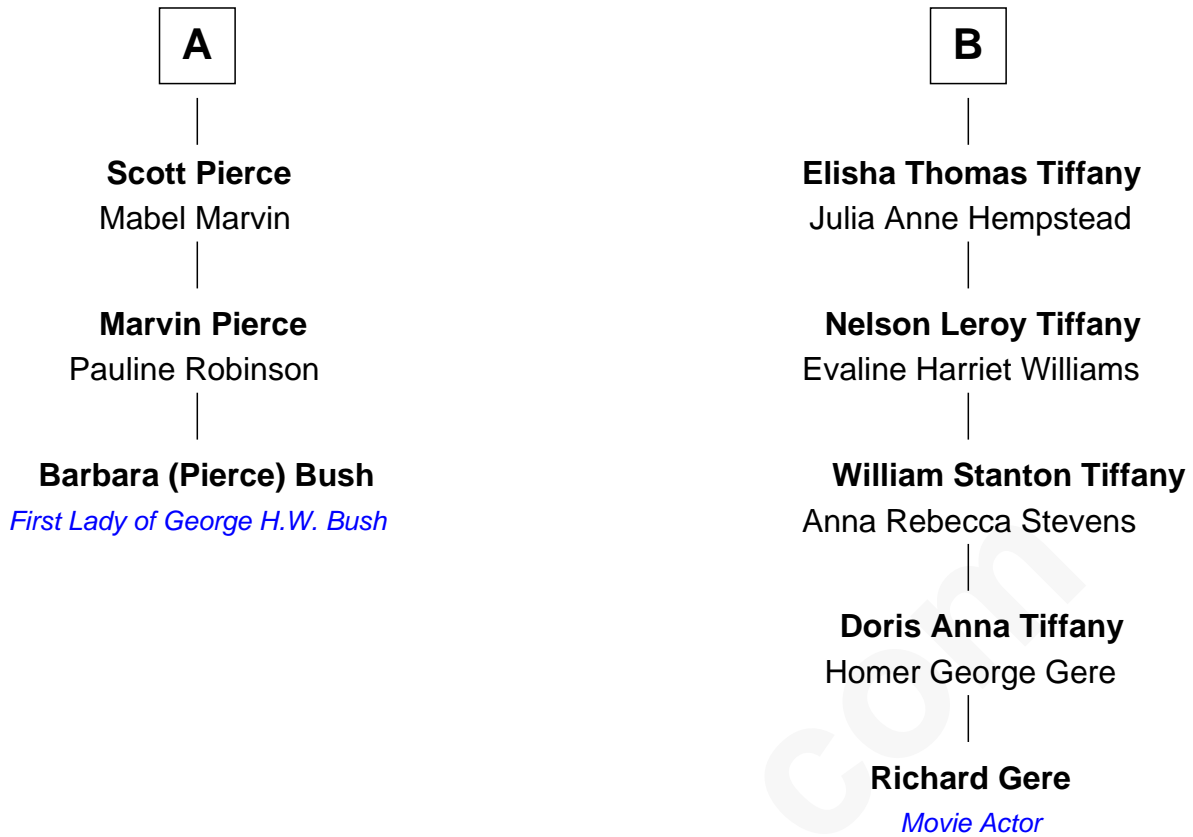 A
Scott Pierce
Mabel Marvin
Marvin Pierce
Pauline Robinson
Barbara (Pierce) Bush
First Lady of George H.W. Bush
B
Elisha Thomas Tiffany
Julia Anne Hempstead
Nelson Leroy Tiffany
Evaline Harriet Williams
William Stanton Tiffany
Anna Rebecca Stevens
Doris Anna Tiffany
Homer George Gere
Richard Gere
Movie Actor
com